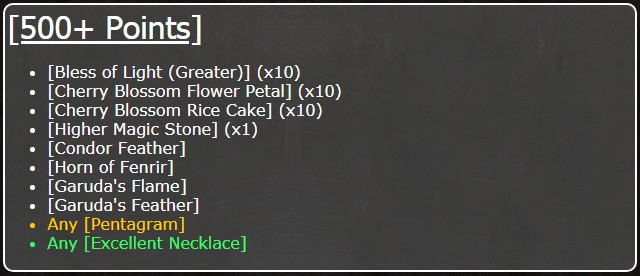 [500+ Points]
[Bless of Light (Greater)] (x10)
[Cherry Blossom Flower Petal] (x10)
[Cherry Blossom Rice Cake] (x10)
[Higher Magic Stone] (x1)
[Condor Feather]
[Horn of Fenrir]
[Garuda's Flame]
[Garuda's Feather]
Any [Pentagram]
Any [Excellent Necklace]